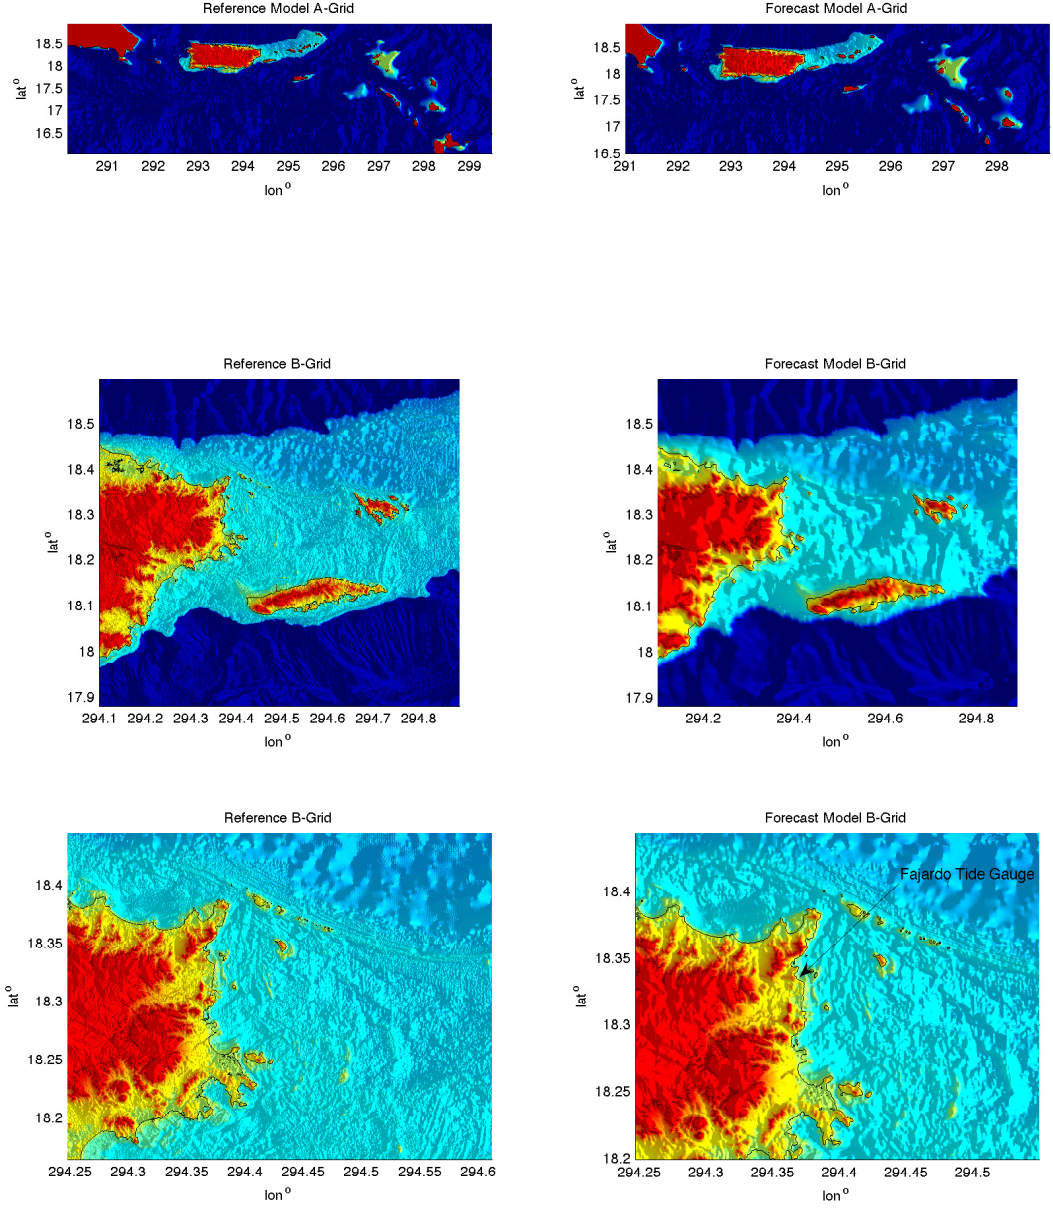 Reference Model A-Grid
18.5
18
17.5
17
16.5
lat o
291 292 293 294 295 296 297 298 299
lon o
Forecast Model A-Grid
18.5
18
17.5
17
16.5
lat o
291 292 293 294 295 296 297 298
lon o
Reference B-Grid
18.5
18.4
18.3
18.2
18.1
18
17.9
lat o
294.1 294.2 294.3 294.4 294.5 294.6 294.7 294.8
lon o
Forecast Model B-Grid
18.5
18.4
18.3
18.2
18.1
18
17.9
lat o
294.2 294.4 294.6 294.8
lon o
Reference B-Grid
18.4
18.35
18.3
18.25
18.2
lat o
294.25 294.3 294.35 294.4 294.45 294.5 294.55 294.6
lon o
Forecast Model B-Grid
Fajardo Tide Gauge
18.4
18.35
18.3
18.25
18.2
lat o
294.25 294.3 294.35 294.4 294.45 294.5
lon o